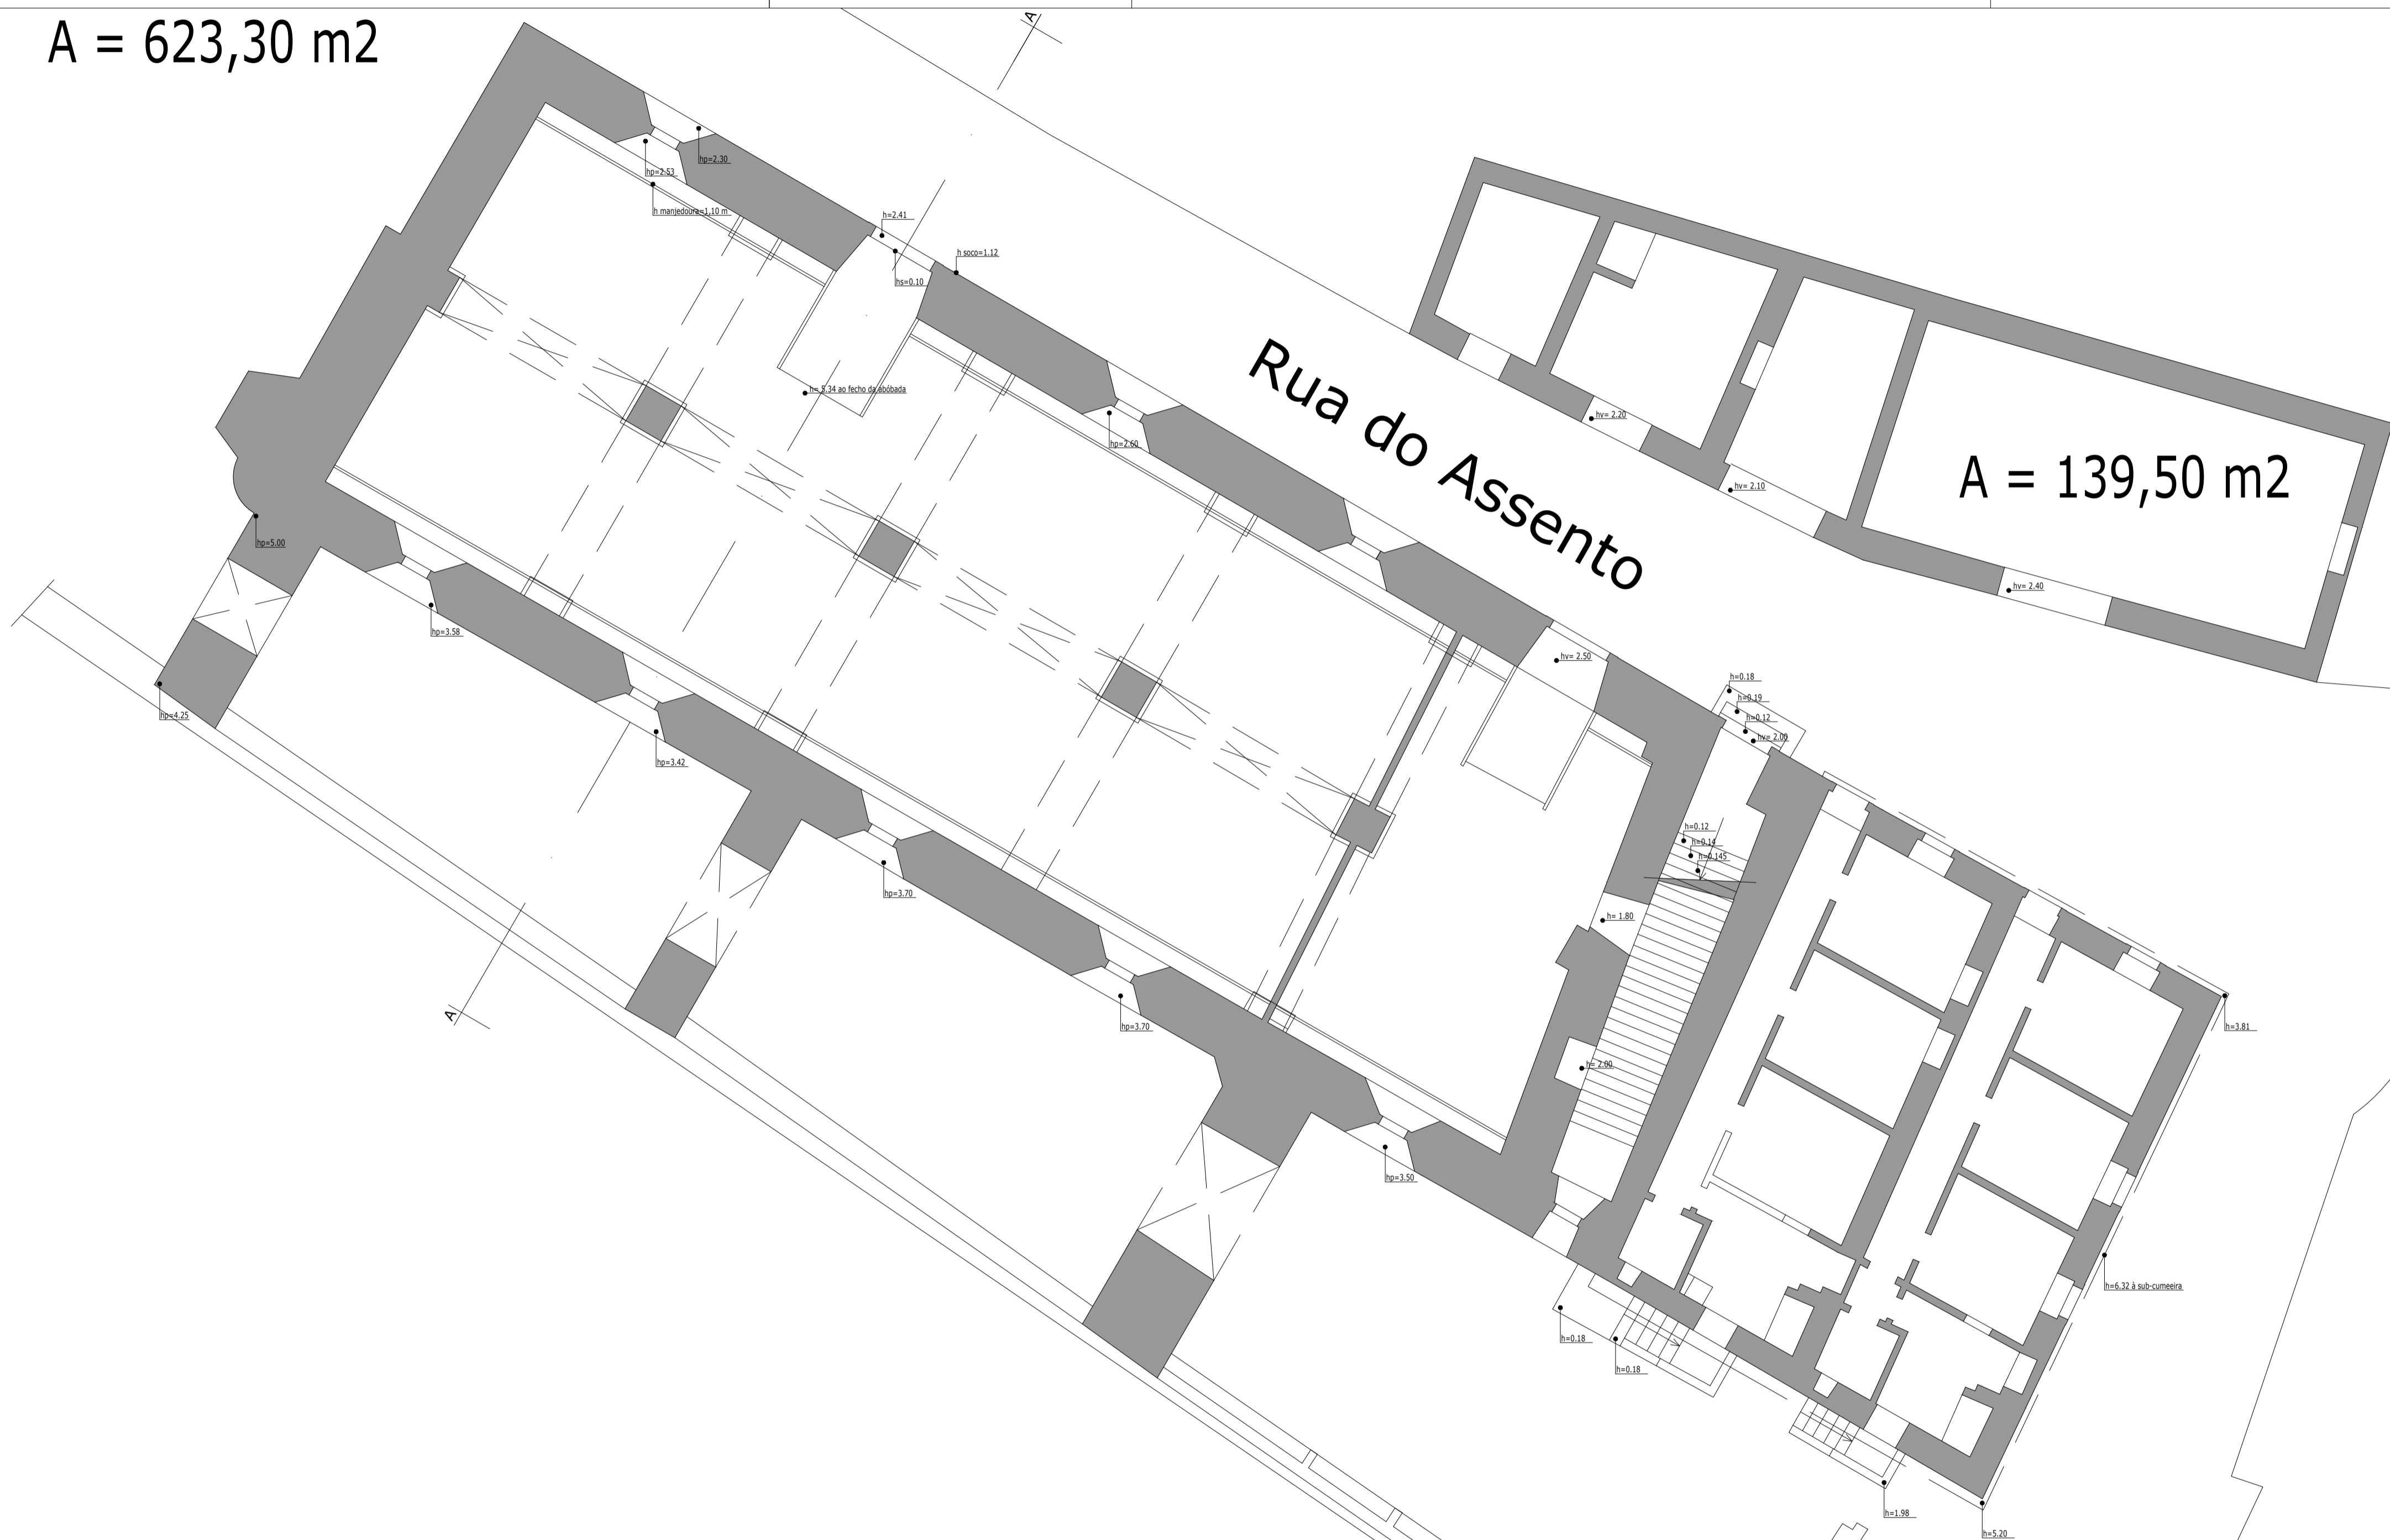 A = 623,30 m2
A
hp=2.30
hp=2.53
h manjedoura=1,10 m
h=2.41
h soco=1.12
hs=0.10
h= 5.34 ao fecho da abóbada
hp=2.60
Rua do Assento
hv= 2.20
hv= 2.10
A = 139,50 m2
hv= 2.40
hp=5.00
hp=3.58
hp=4.25
hp=3.42
hv= 2.50
h=0.18
h=0.19
h=0.12
hv= 2.00
h=0.12
h=0.14
h=0.145
hp=3.70
h= 1.80
A
hp=3.70
h=3.81
h= 2.00
hp=3.50
h=6.32 à sub-cumeeira
h=0.18
h=0.18
h=1.98
h=5.20